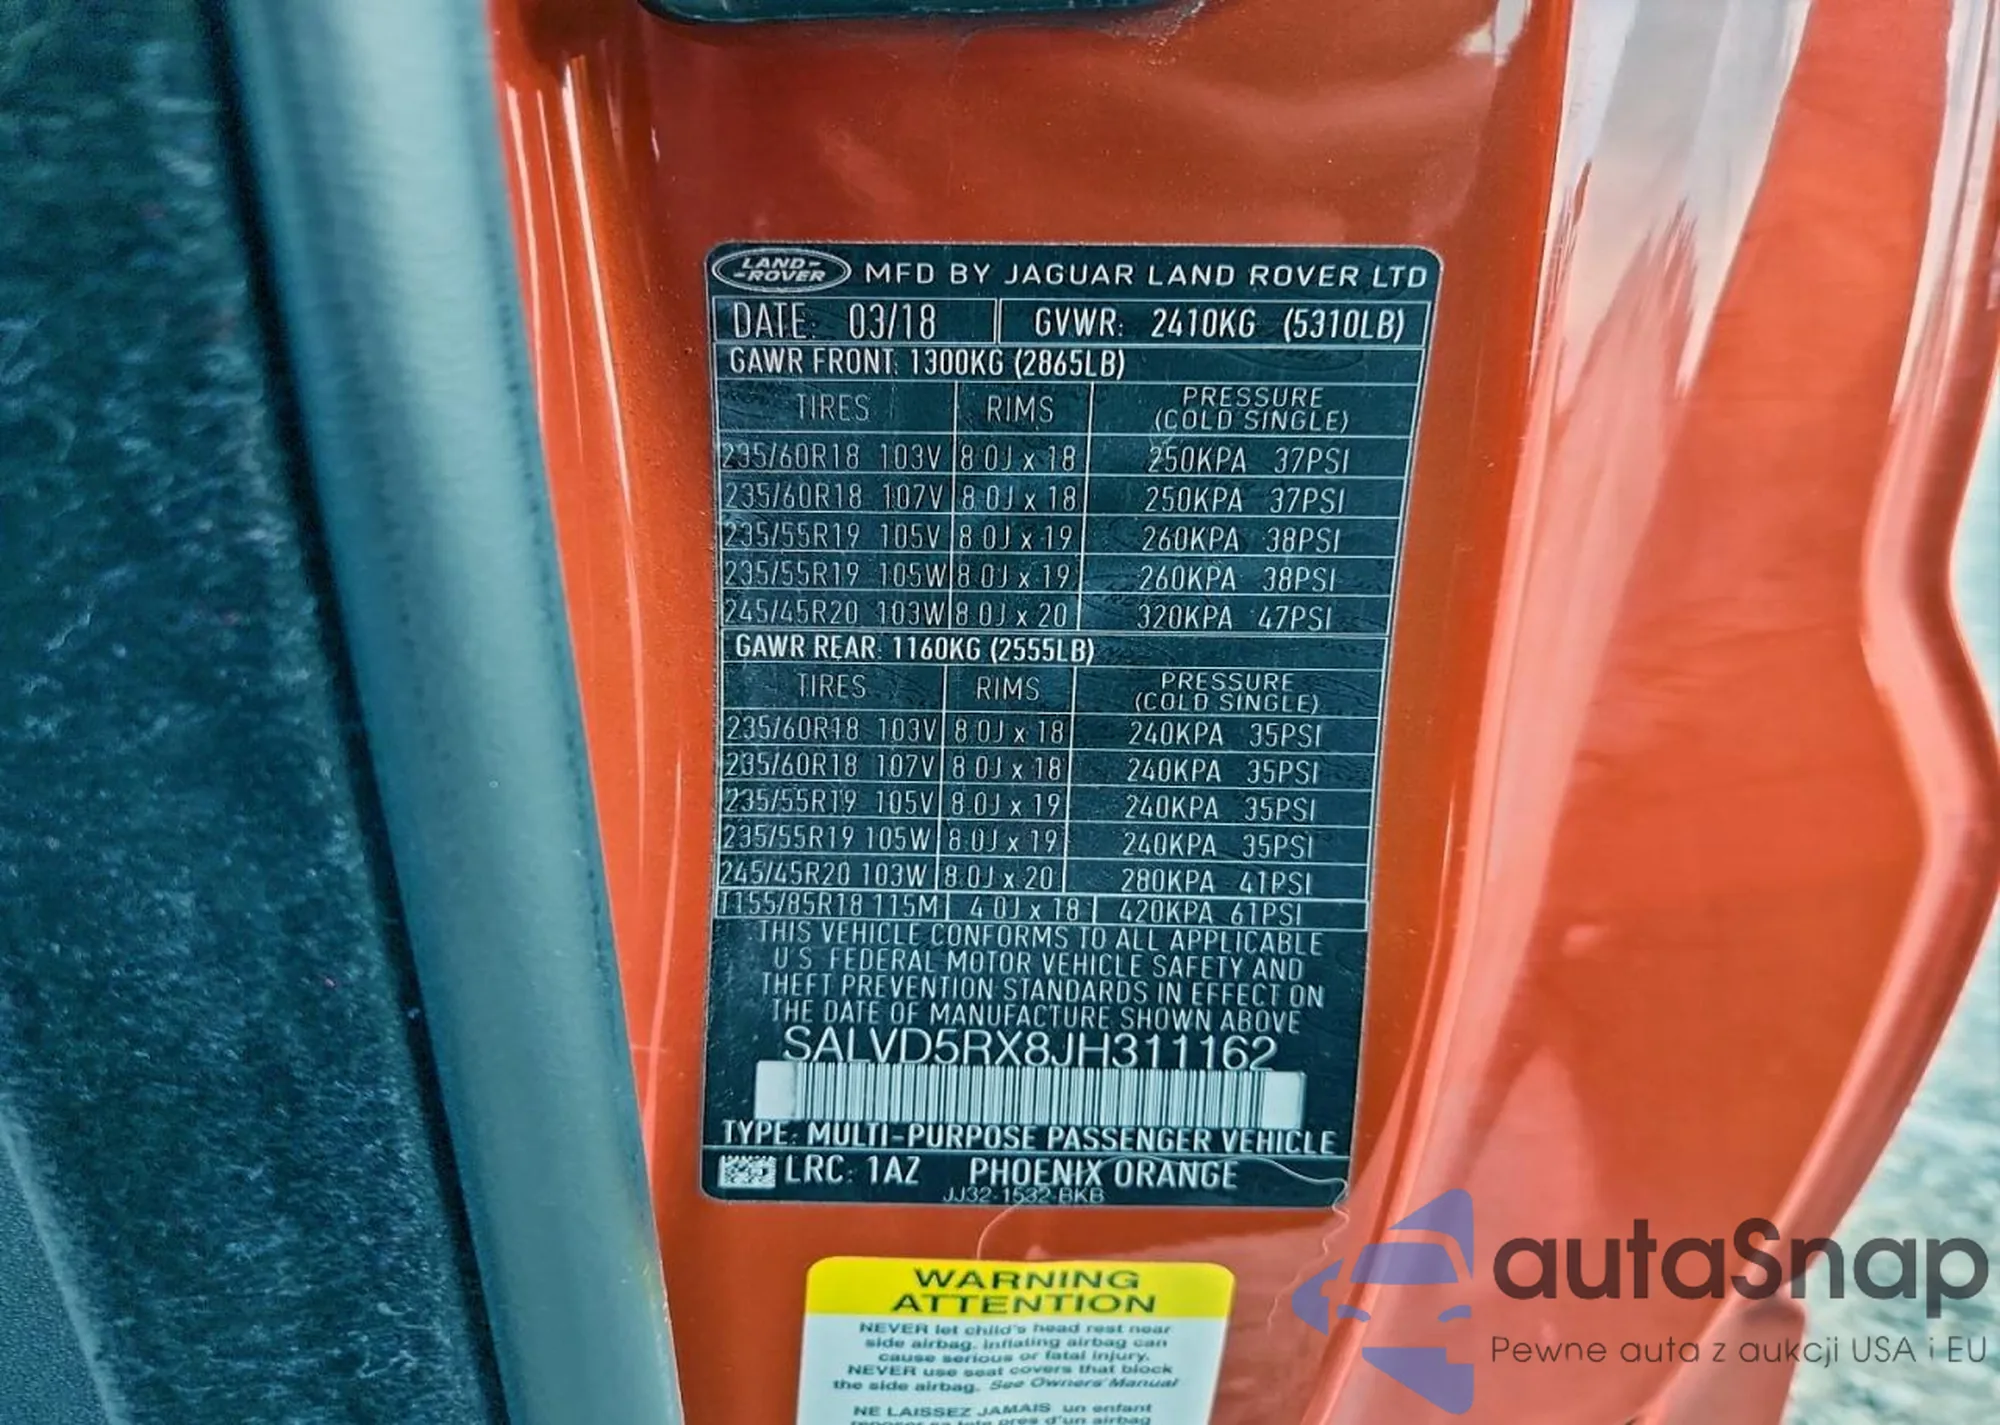 LAND-
-ROVER
MFD BY JAGUAR LAND ROVER LTD
DATE: 03/18 GVWR: 2410KG (5310LB)
GAWR FRONT: 1300KG (2865LB)
TIRES RIMS PRESSURE
(COLD SINGLE)
235/60R18 103V 8.0J x 18 250KPA 37PSI
235/60R18 107V 8.0J x 18 250KPA 37PSI
235/55R19 105V 8.0J x 19 260KPA 38PSI
235/55R19 105W 8.0J x 19 260KPA 38PSI
245/45R20 103W 8.0J x 20 320KPA 47PSI
GAWR REAR: 1160KG (2555LB)
TIRES RIMS PRESSURE
(COLD SINGLE)
235/60R18 103V 8.0J x 18 240KPA 35PSI
235/60R18 107V 8.0J x 18 240KPA 35PSI
235/55R19 105V 8.0J x 19 240KPA 35PSI
235/55R19 105W 8.0J x 19 240KPA 35PSI
245/45R20 103W 8.0J x 20 280KPA 41PSI
T155/85R18 115M 4.0J x 18 420KPA 61PSI
THIS VEHICLE CONFORMS TO ALL APPLICABLE
U.S. FEDERAL MOTOR VEHICLE SAFETY AND
THEFT PREVENTION STANDARDS IN EFFECT ON
THE DATE OF MANUFACTURE SHOWN ABOVE
SALVD5RX8JH311162
TYPE: MULTI-PURPOSE PASSENGER VEHICLE
LRC: 1AZ PHOENIX ORANGE
JJ32-1532-BKB
WARNING
ATTENTION
NEVER let child's head rest near
side airbag, inflating airbag can
cause serious or fatal injury.
NEVER use seat covers that block
the side airbag. See Owners' Manual
NE LAISSEZ JAMAIS un enfant
reposer sa tete pres d'un airbag
autaSnap
Pewne auta z aukcji USA i EU